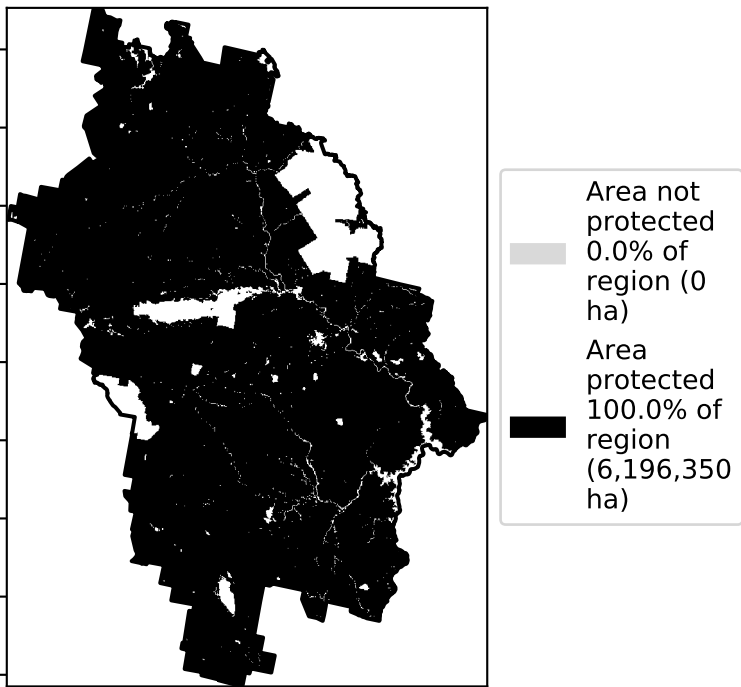 Area not
protected
0.0% of
region (0
ha)
Area
protected
100.0% of
region
(6,196,350
ha)